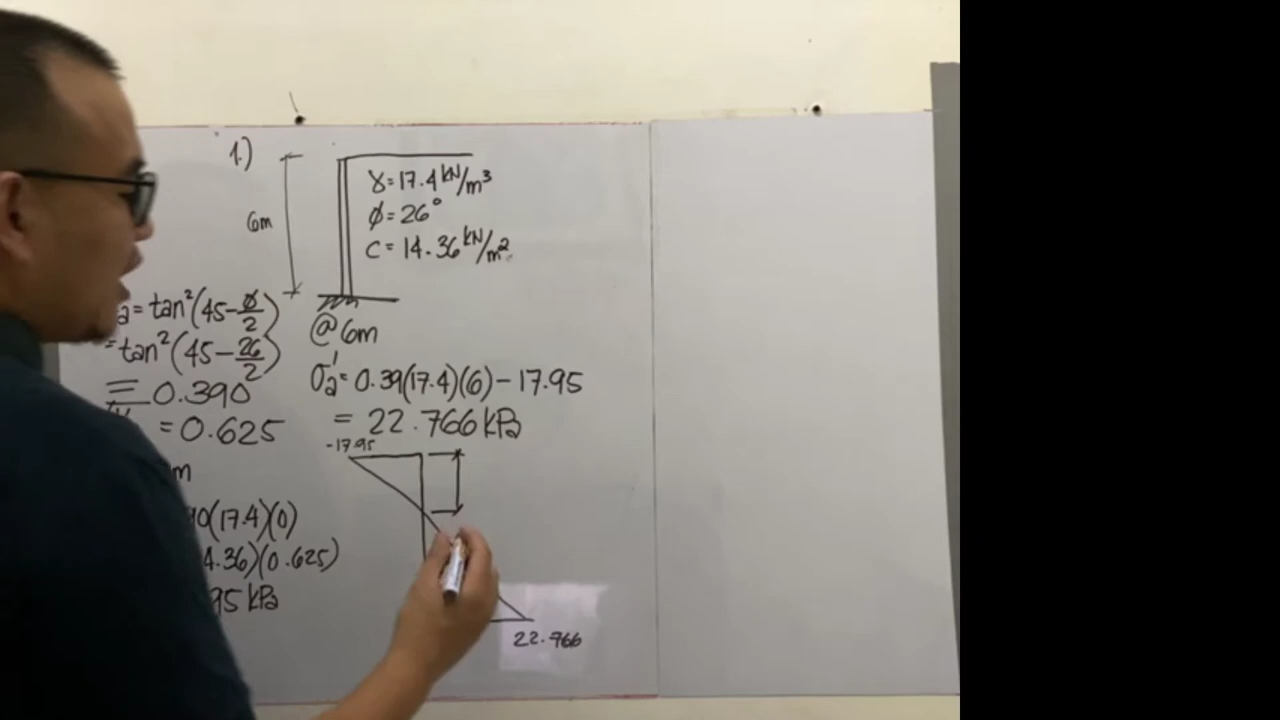 1.)
γ=17.4 kN/m³
6m
φ=26°
c=14.36 kN/m²
a=tan²(45-φ/2)
=tan²(45-26/2)
=0.390
=0.625
m
0(17.4)(0)
4.36)(0.625)
95 kPa
@6m
σa'=0.39(17.4)(6)-17.95
=22.766 kPa
-17.95
22.766